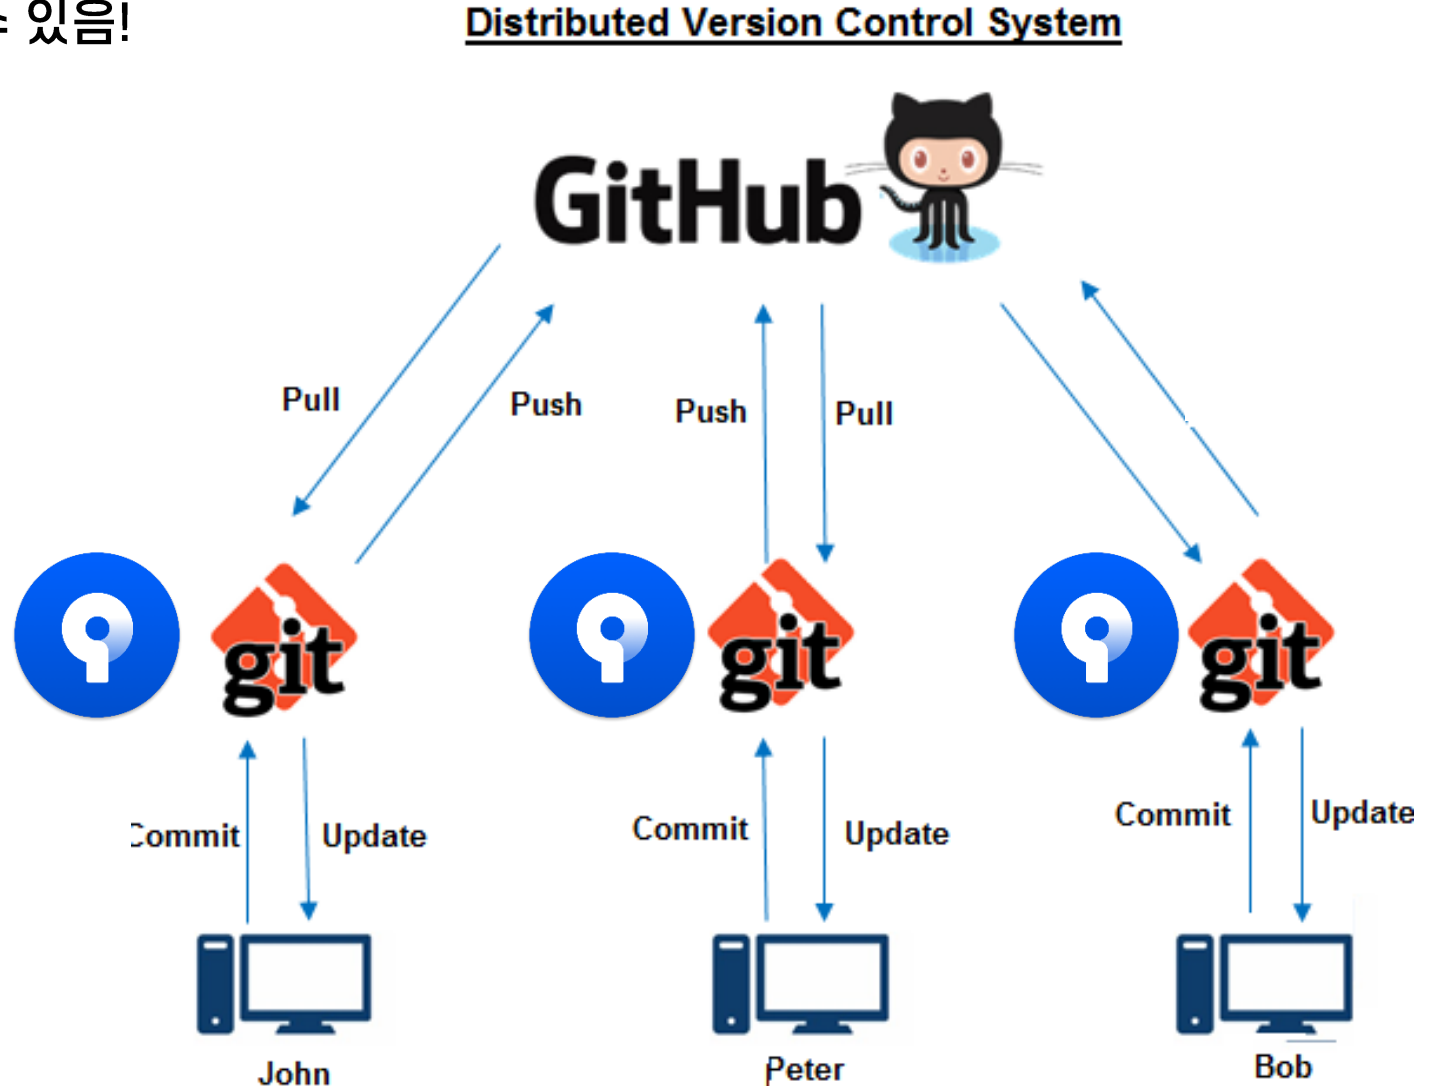 있음!
Distributed Version Control System
GitHub
Pull
Push
Push
Pull
git
git
git
Commit
Update
Commit
Update
Commit
Update
John
Peter
Bob